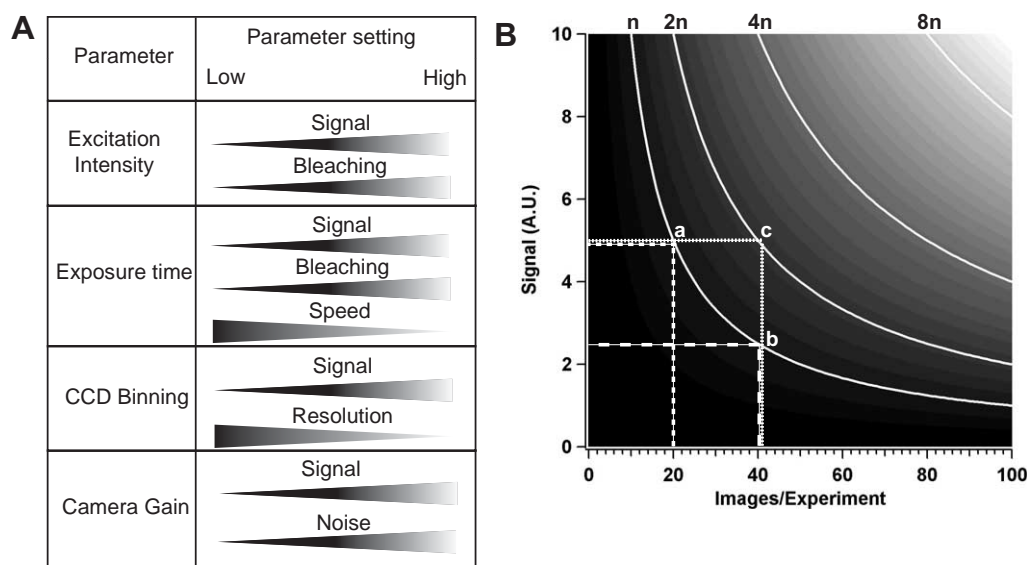 A
Parameter
Parameter setting
Low High
Excitation
Intensity
Signal
Bleaching
Exposure time
Signal
Bleaching
Speed
CCD Binning
Signal
Resolution
Camera Gain
Signal
Noise
B
n 2n 4n 8n
10
8
6
4
2
0
Signal (A.U.)
a c
b
0 20 40 60 80 100
Images/Experiment